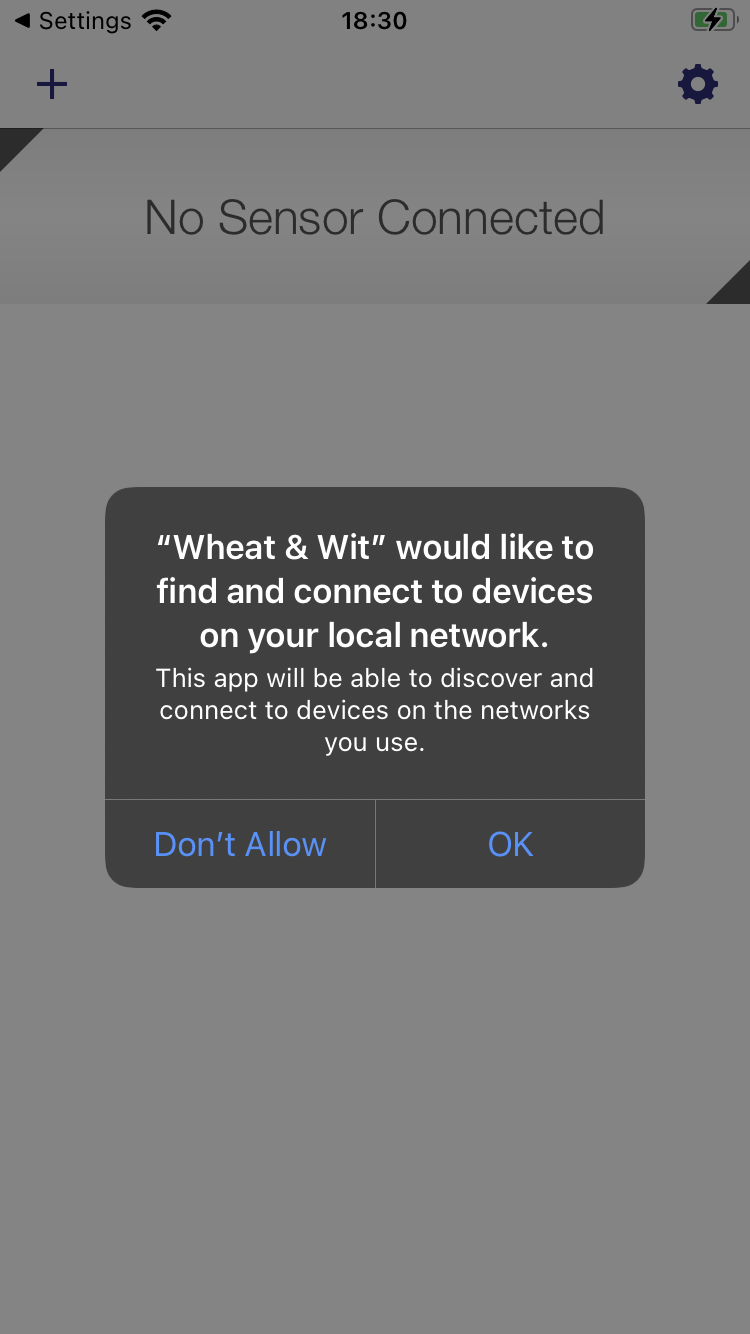 Settings
18:30
No Sensor Connected
“Wheat & Wit” would like to
find and connect to devices
on your local network.
This app will be able to discover and
connect to devices on the networks
you use.
Don’t Allow
OK